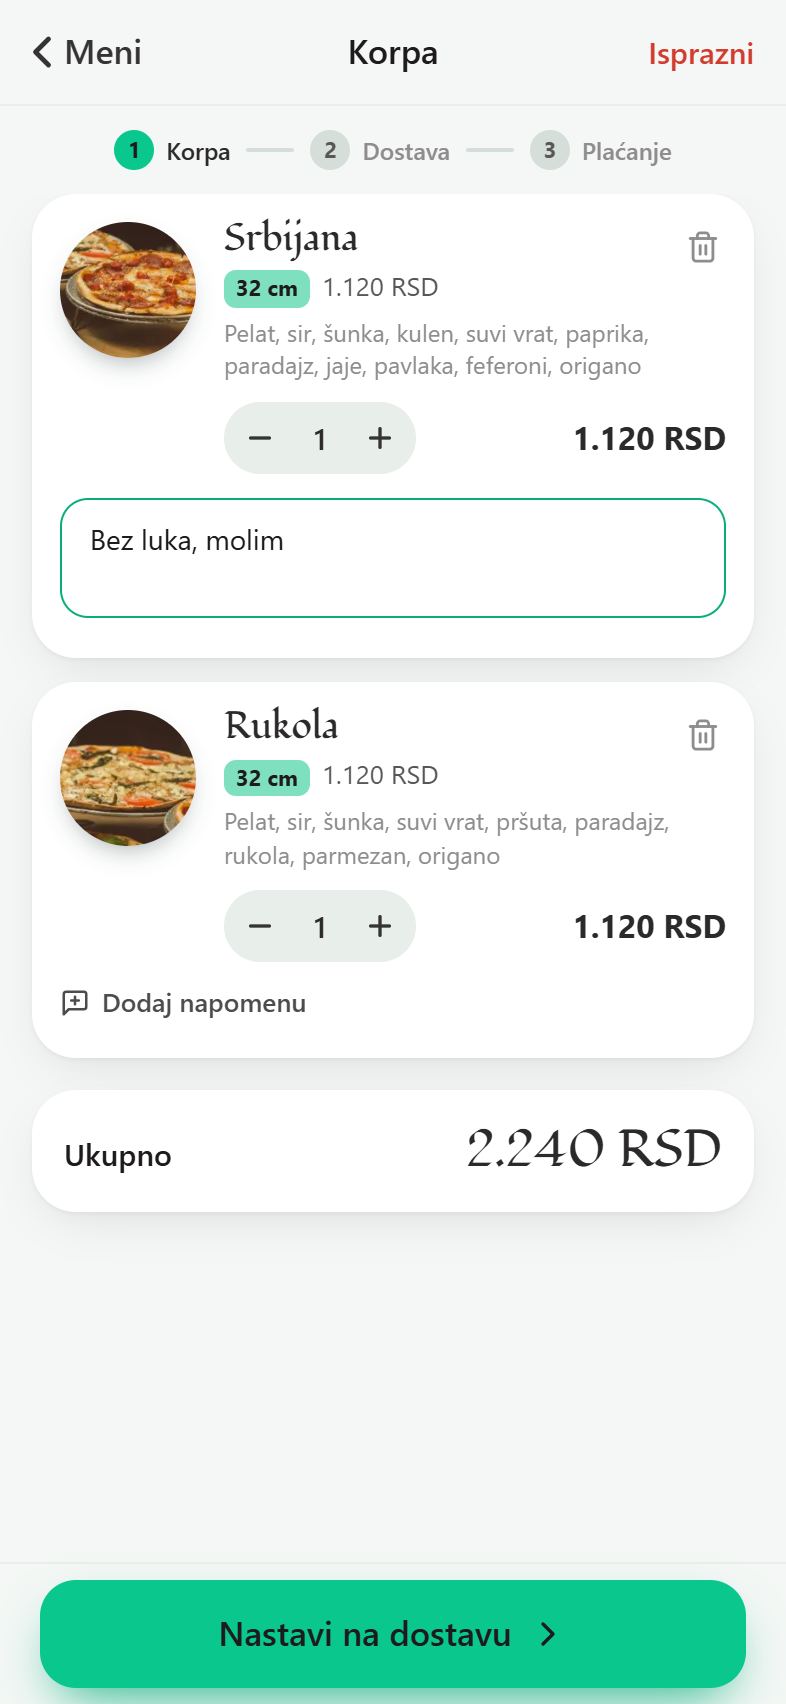 Meni
Korpa
Isprazni
1 Korpa
2 Dostava
3 Plaćanje
Srbijana
32 cm 1.120 RSD
Pelat, sir, šunka, kulen, suvi vrat, paprika,
paradajz, jaje, pavlaka, feferoni, origano
1
1.120 RSD
Bez luka, molim
Rukola
32 cm 1.120 RSD
Pelat, sir, šunka, suvi vrat, pršuta, paradajz,
rukola, parmezan, origano
1
1.120 RSD
Dodaj napomenu
Ukupno
2.240 RSD
Nastavi na dostavu